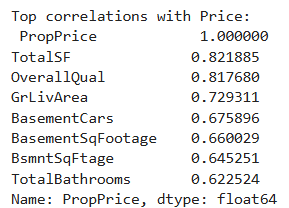 Top correlations with Price:
PropPrice 1.000000
TotalSF 0.821885
OverallQual 0.817680
GrLivArea 0.729311
BasementCars 0.675896
BasementSqFootage 0.660029
BsmntSqFtage 0.645251
TotalBathrooms 0.622524
Name: PropPrice, dtype: float64